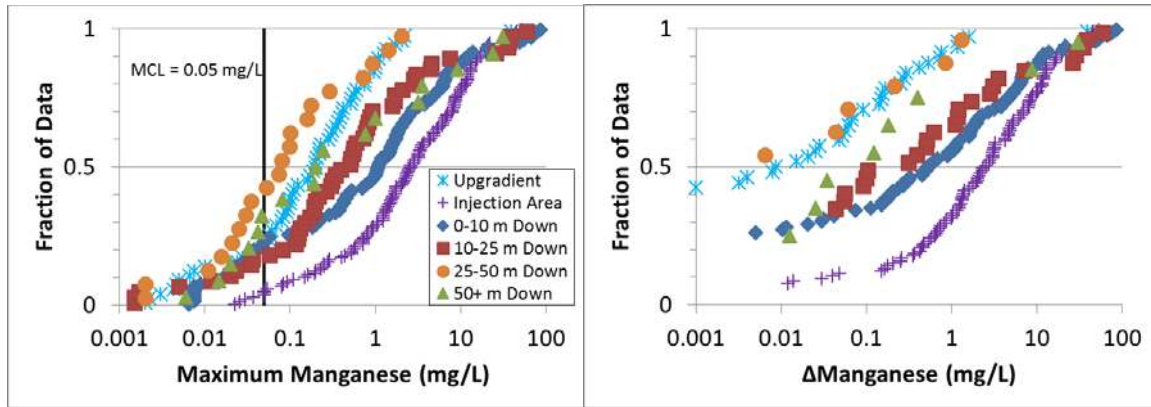 1
MCL = 0.05 mg/L
0.5
0
Fraction of Data
Upgradient
Injection Area
0-10 m Down
10-25 m Down
25-50 m Down
50+ m Down
0.001 0.01 0.1 1 10 100
Maximum Manganese (mg/L)
1
0.5
0
Fraction of Data
0.001 0.01 0.1 1 10 100
ΔManganese (mg/L)